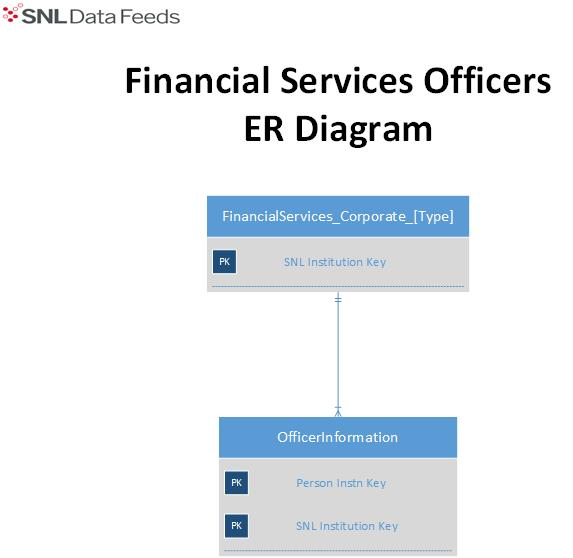 SNL Data Feeds
Financial Services Officers
ER Diagram
FinancialServices_Corporate_[Type]
PK SNL Institution Key
OfficerInformation
PK Person Instn Key
PK SNL Institution Key